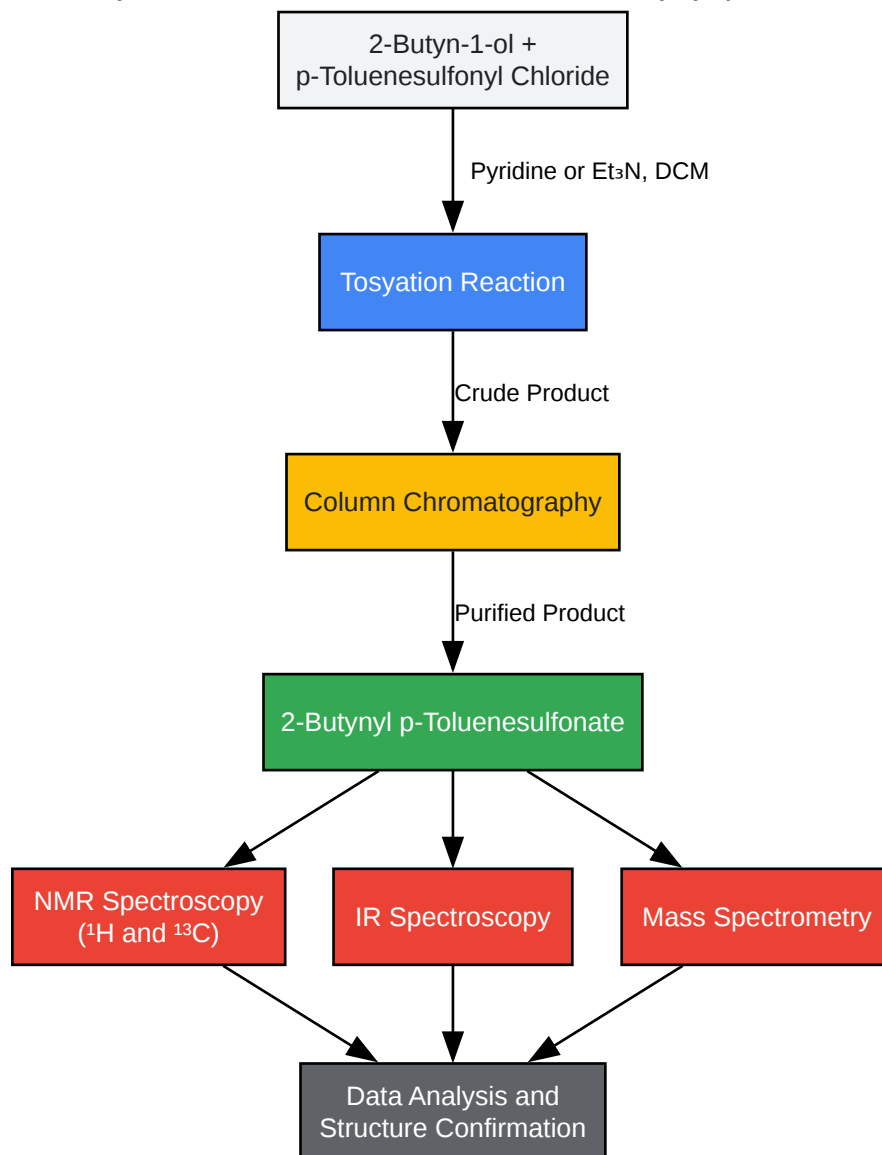 2-Butyn-1-ol +
p-Toluenesulfonyl Chloride
Pyridine or Et₃N, DCM
Tosyation Reaction
Crude Product
Column Chromatography
Purified Product
2-Butynyl p-Toluenesulfonate
NMR Spectroscopy
(¹H and ¹³C)
IR Spectroscopy
Mass Spectrometry
Data Analysis and
Structure Confirmation